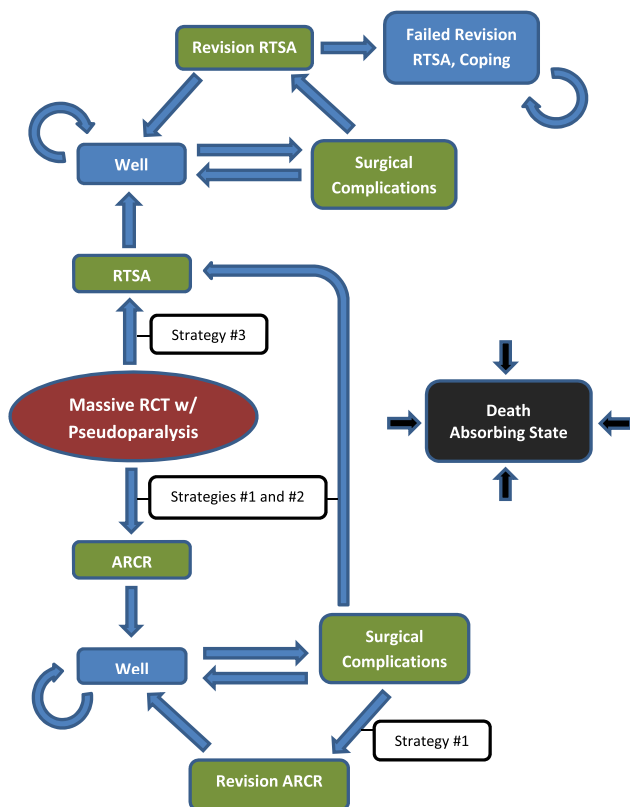 Revision RTSA
Failed Revision
RTSA, Coping
Well
Surgical
Complications
RTSA
Strategy #3
Massive RCT w/
Pseudoparalysis
Death
Absorbing State
Strategies #1 and #2
ARCR
Well
Surgical
Complications
Strategy #1
Revision ARCR